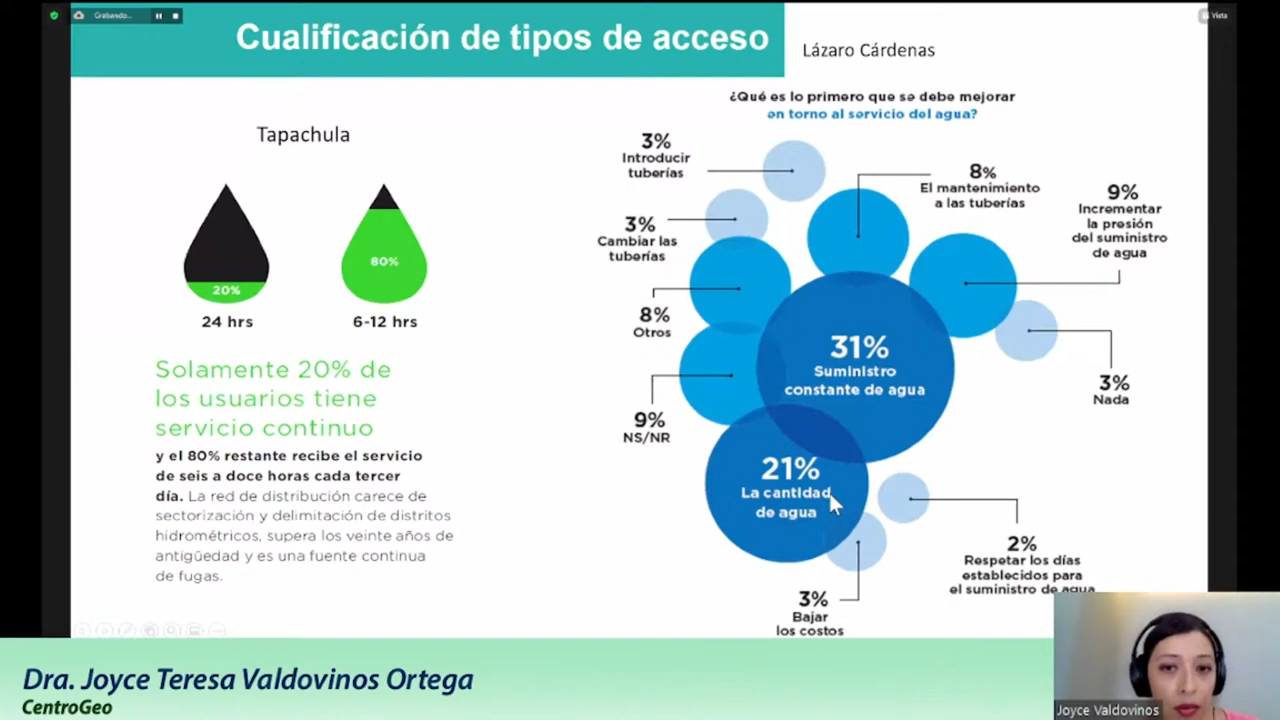 Grabando...
Vista
Cualificación de tipos de acceso
Lázaro Cárdenas
Tapachula
20%
24 hrs
80%
6-12 hrs
Solamente 20% de
los usuarios tiene
servicio continuo
y el 80% restante recibe el servicio
de seis a doce horas cada tercer
día. La red de distribución carece de
sectorización y delimitación de distritos
hidrométricos, supera los veinte años de
antigüedad y es una fuente continua
de fugas.
¿Qué es lo primero que se debe mejorar
en torno al servicio del agua?
3%
Introducir
tuberías
8%
El mantenimiento
a las tuberías
9%
Incrementar
la presión
del suministro
de agua
3%
Cambiar las
tuberías
8%
Otros
31%
Suministro
constante de agua
3%
Nada
9%
NS/NR
21%
La cantidad
de agua
2%
Respetar los días
establecidos para
el suministro de agua
3%
Bajar
los costos
Dra. Joyce Teresa Valdovinos Ortega
CentroGeo
Joyce Valdovinos